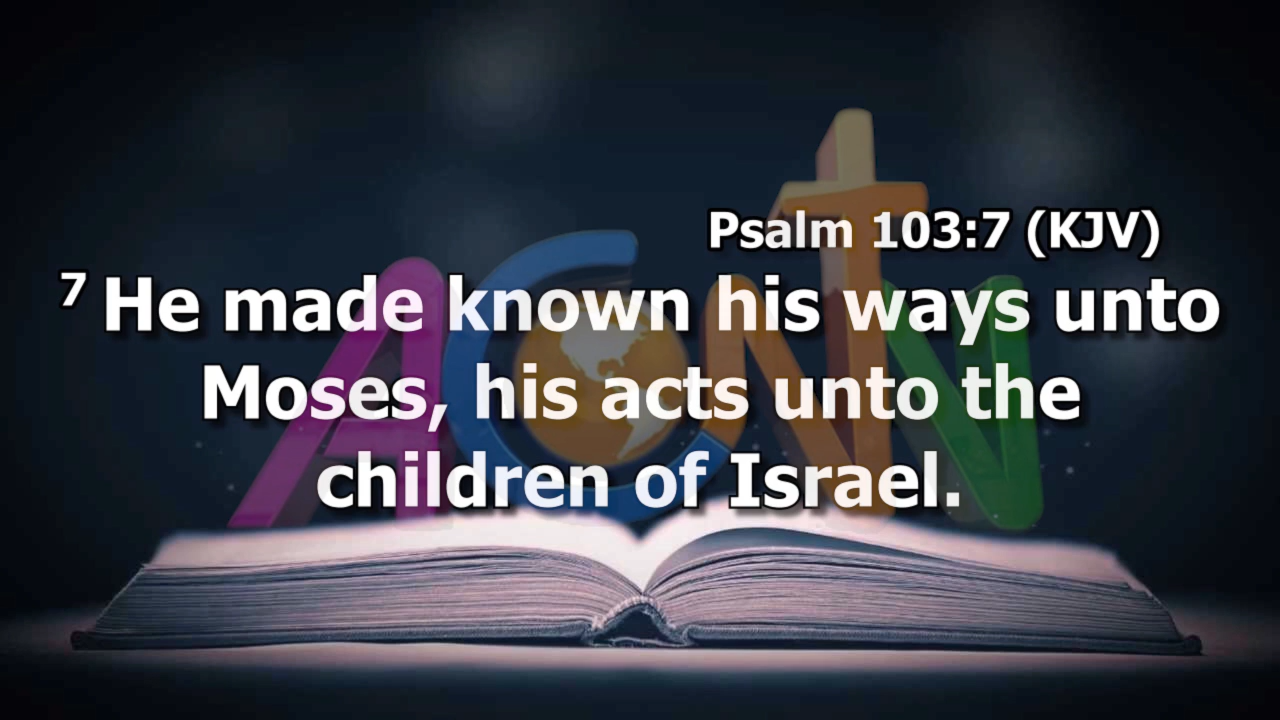 Psalm 103:7 (KJV)
7 He made known his ways unto
Moses, his acts unto the
children of Israel.
ACNTV